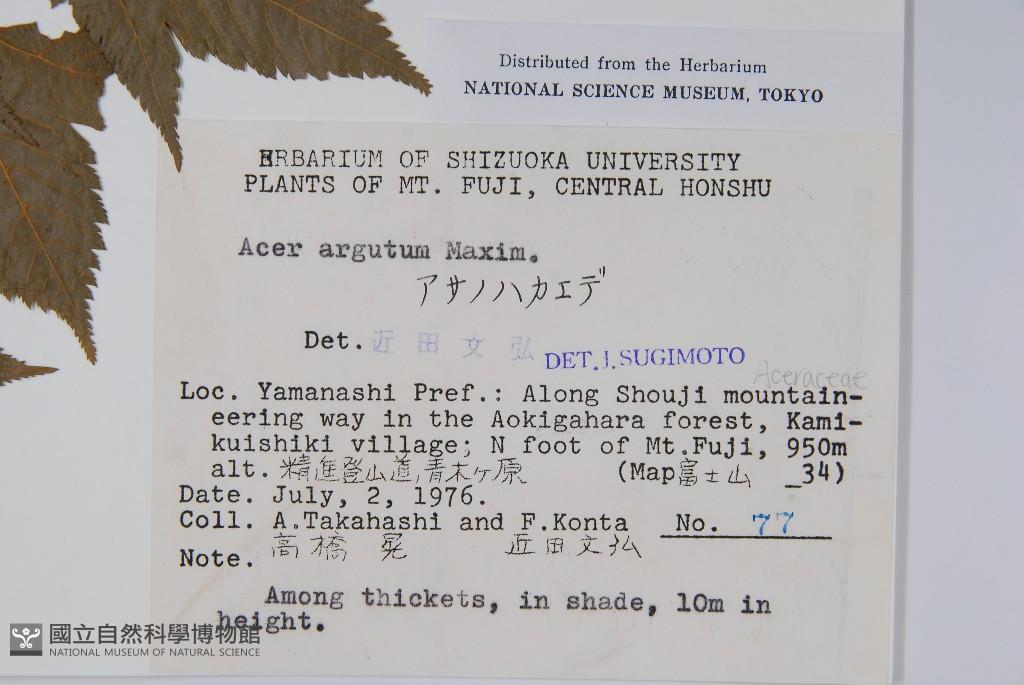 Distributed from the Herbarium
NATIONAL SCIENCE MUSEUM, TOKYO
ERBARIUM OF SHIZUOKA UNIVERSITY
PLANTS OF MT. FUJI, CENTRAL HONSHU
Acer argutum Maxim.
アサノハカエデ
Det. 近田文弘 DET.J.SUGIMOTO
Aceraceae
Loc. Yamanashi Pref.: Along Shouji mountain-
eering way in the Aokigahara forest, Kami-
kuishiki village; N foot of Mt.Fuji, 950m
alt. 精進登山道,青木ヶ原 (Map富士山 _34)
Date. July, 2, 1976.
Coll. A.Takahashi and F.Konta No. 77
高橋 晃 近田文弘
Note.
Among thickets, in shade, 10m in
height.
國立自然科學博物館
NATIONAL MUSEUM OF NATURAL SCIENCE